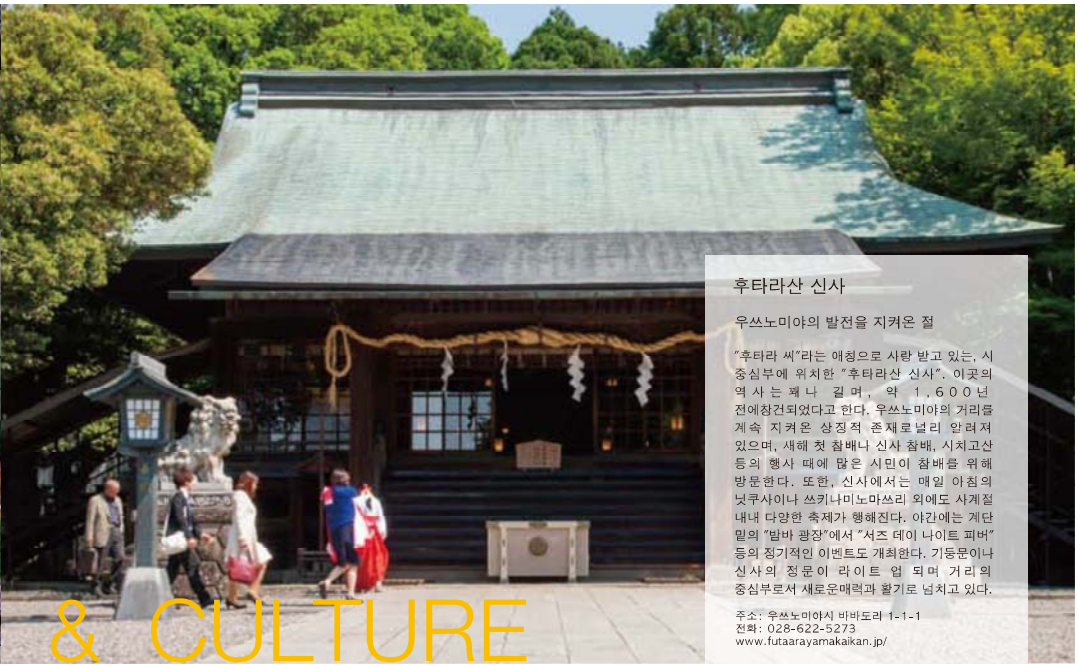 후타라산 신사
우쓰노미야의 발전을 지켜온 절
"후타라 씨"라는 애칭으로 사랑 받고 있는, 시
중심부에 위치한 "후타라산 신사". 이곳의
역사는꽤나 길며, 약 1,600년
전에창건되었다고 한다. 우쓰노미야의 거리를
계속 지켜온 상징적 존재로널리 알려져
있으며, 새해 첫 참배나 신사 참배, 시치고산
등의 행사 때에 많은 시민이 참배를 위해
방문한다. 또한, 신사에서는 매일 아침의
닛쿠사이나 쓰키나미노마쓰리 외에도 사계절
내내 다양한 축제가 행해진다. 야간에는 계단
밑의 "밤바 광장"에서 "서즈 데이 나이트 피버"
등의 정기적인 이벤트도 개최한다. 기둥문이나
신사의 정문이 라이트 업 되며 거리의
중심부로서 새로운매력과 활기로 넘치고 있다.
주소: 우쓰노미야시 바바도리 1-1-1
전화: 028-622-5273
www.futaarayamakaikan.jp/
& CULTURE